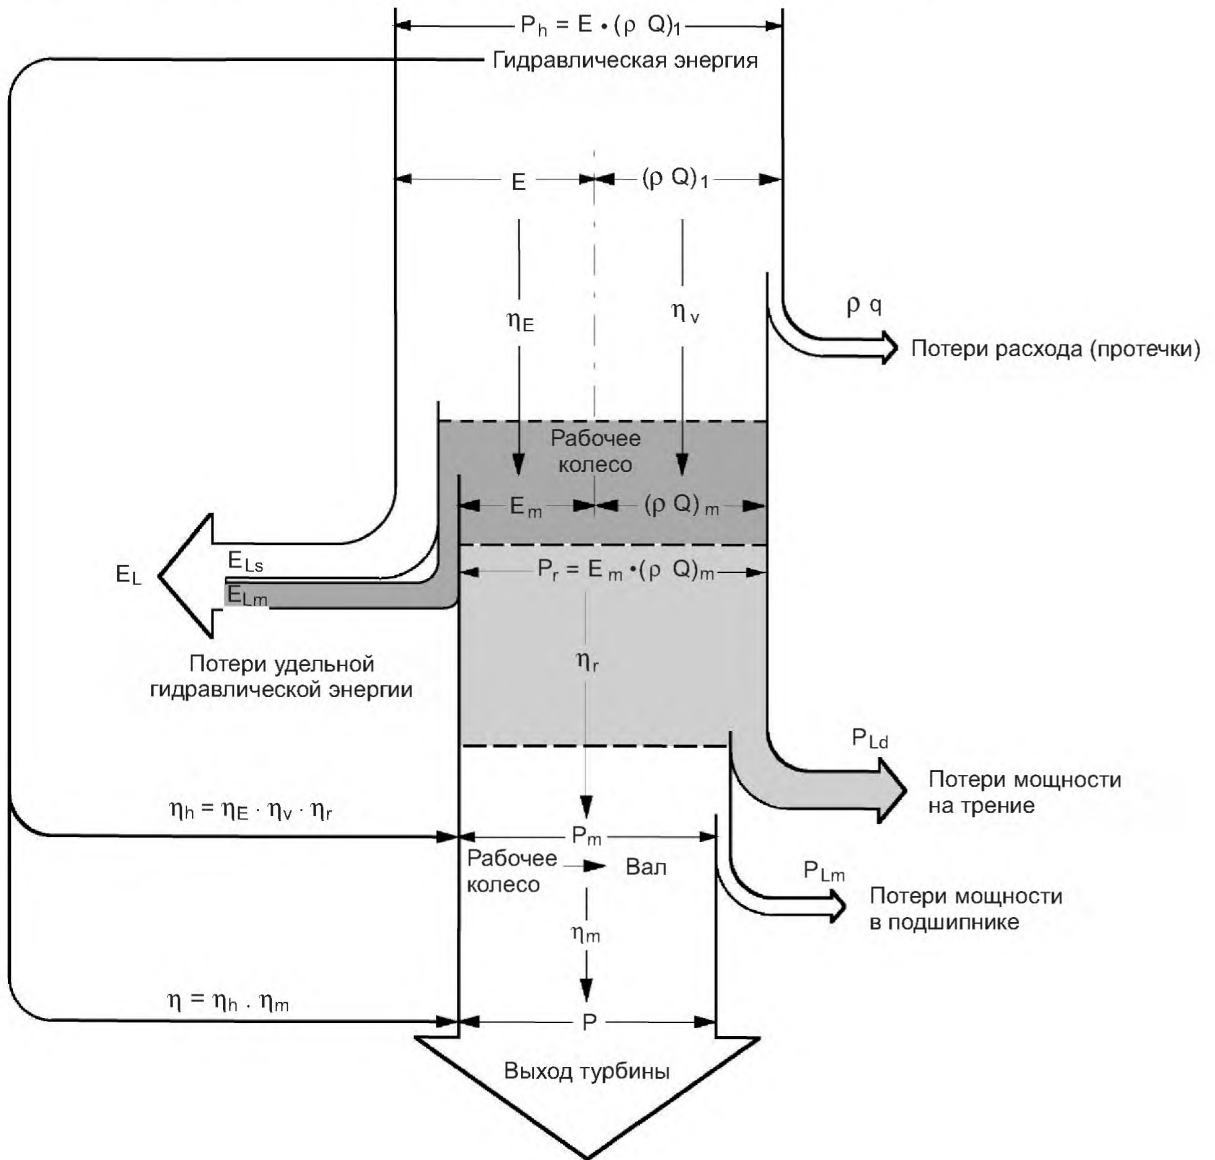 P_h = E • (ρ Q)_1
Гидравлическая энергия
E
(ρ Q)_1
η_E
η_v
ρ q
Потери расхода (протечки)
Рабочее
колесо
E_m
(ρ Q)_m
P_r = E_m •(ρ Q)_m
E_L
E_Ls
E_Lm
Потери удельной
гидравлической энергии
η_r
P_Ld
Потери мощности
на трение
η_h = η_E · η_v · η_r
P_m
Рабочее
колесо
Вал
P_Lm
Потери мощности
в подшипнике
η_m
η = η_h . η_m
P
Выход турбины